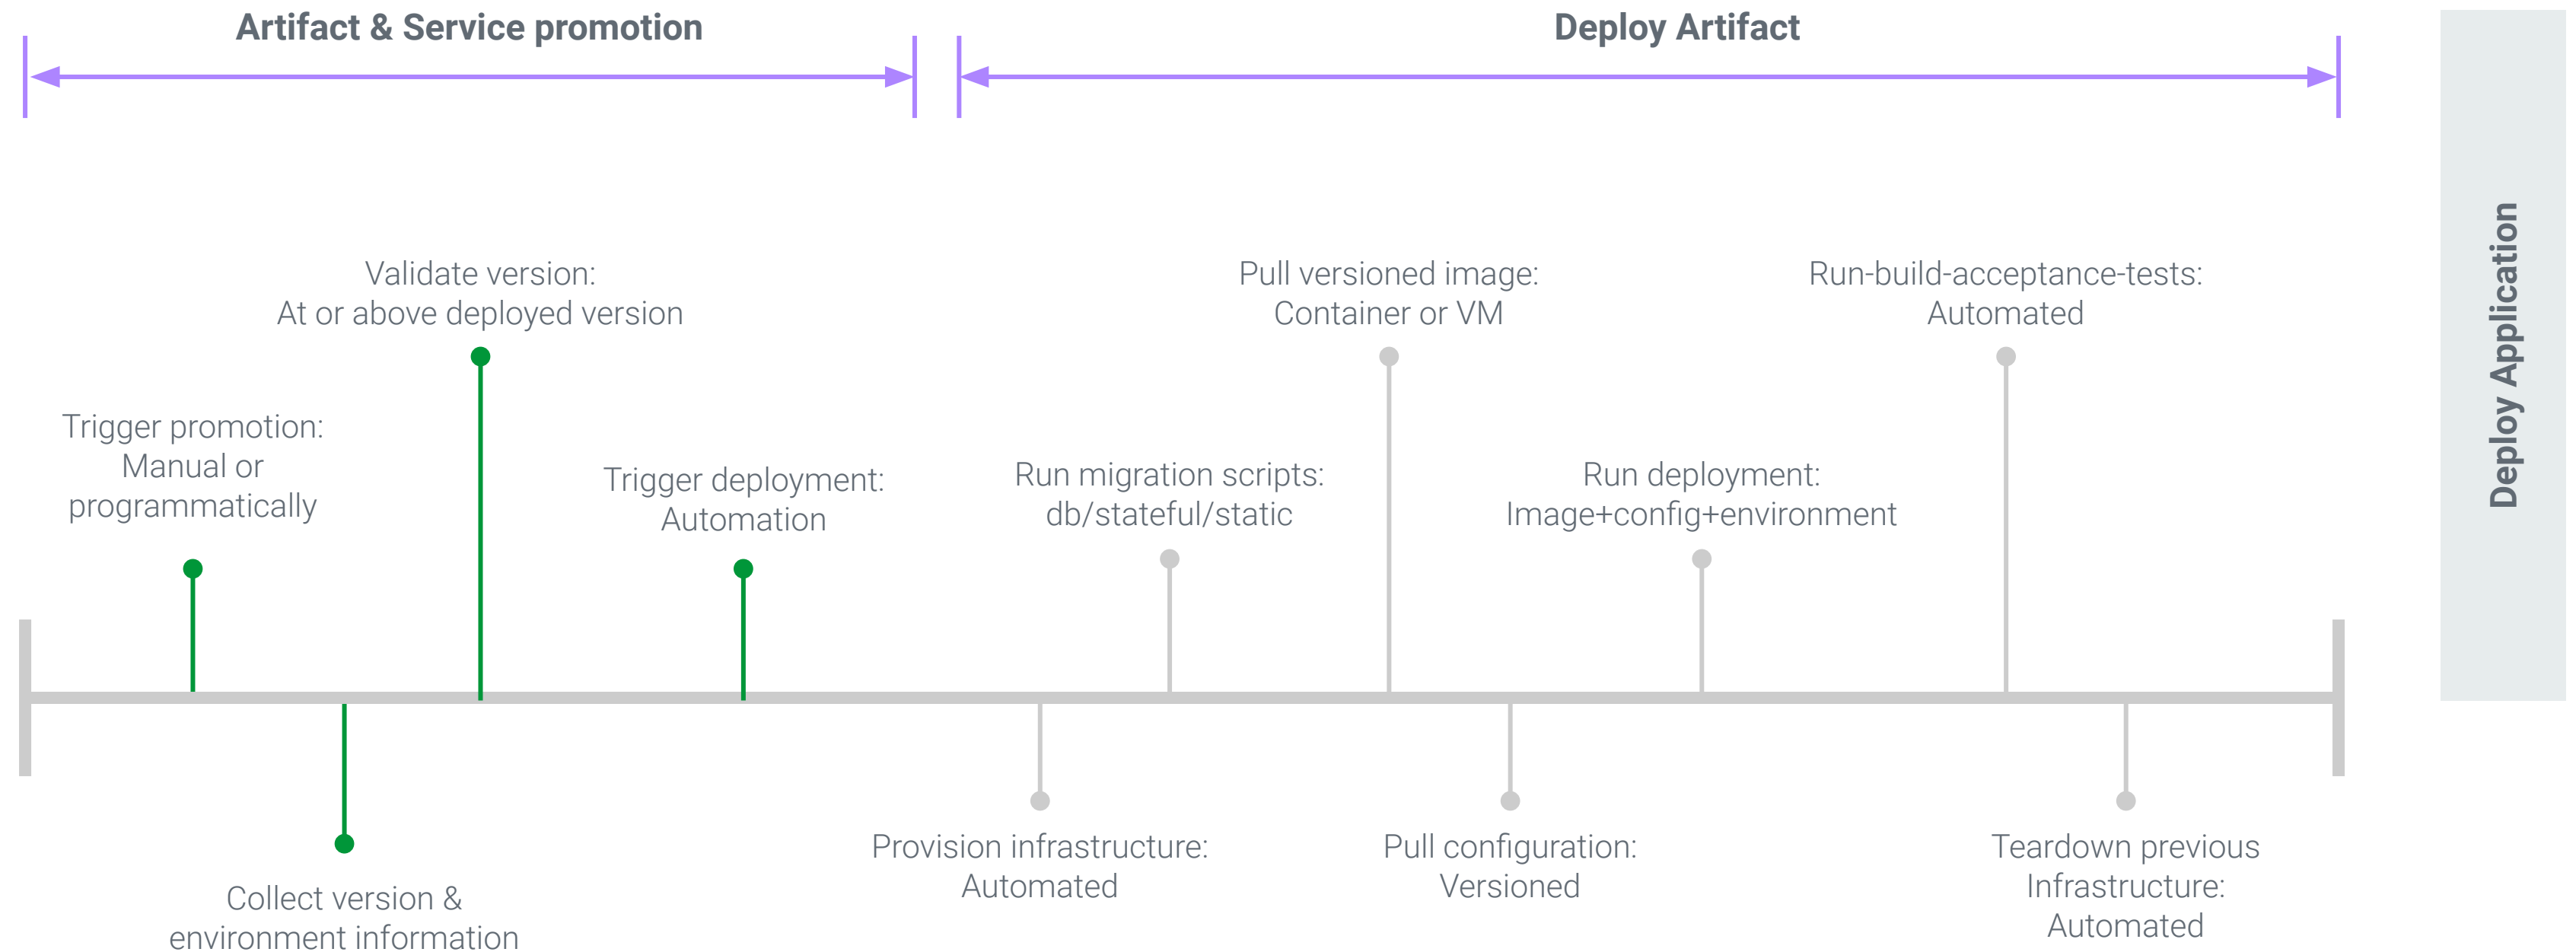 Artifact & Service promotion
Deploy Artifact
Validate version:
At or above deployed version
Pull versioned image:
Container or VM
Run-build-acceptance-tests:
Automated
Trigger promotion:
Manual or
programmatically
Trigger deployment:
Automation
Run migration scripts:
db/stateful/static
Run deployment:
Image+config+environment
Deploy Application
Collect version &
environment information
Provision infrastructure:
Automated
Pull configuration:
Versioned
Teardown previous
Infrastructure:
Automated